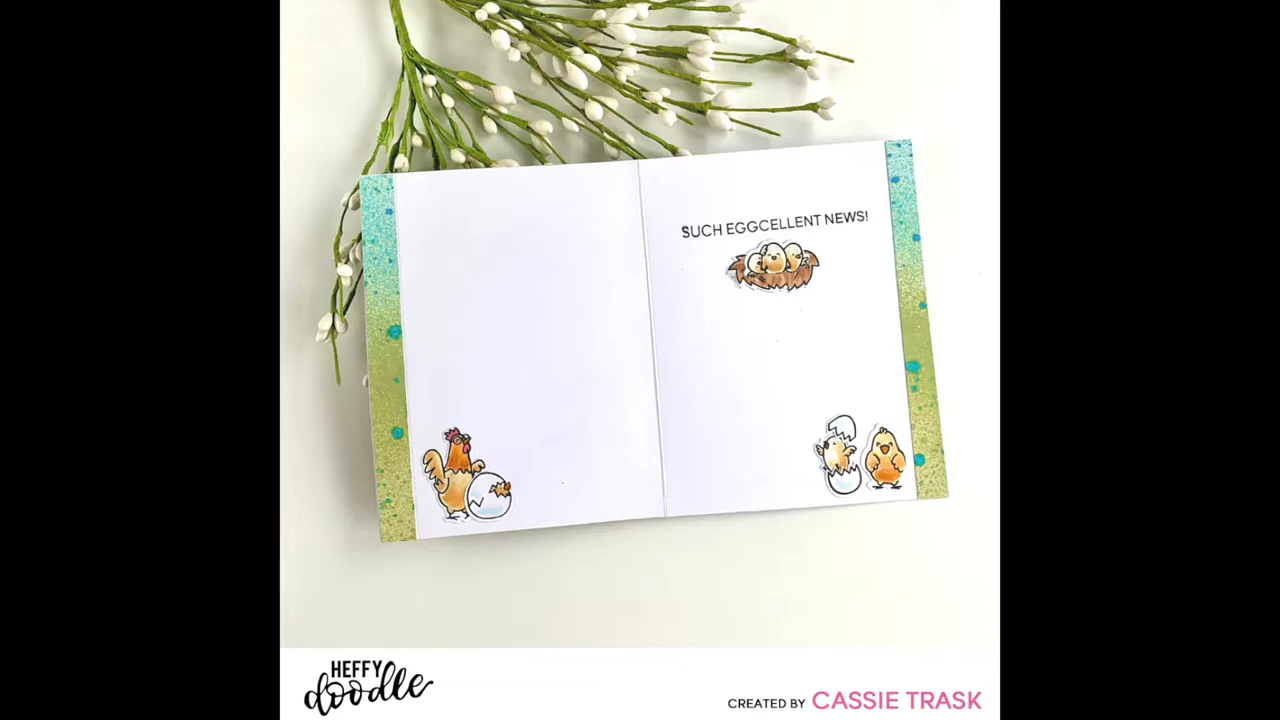 SUCH EGGCELLENT NEWS!
HEFFY
doodle
CREATED BY CASSIE TRASK